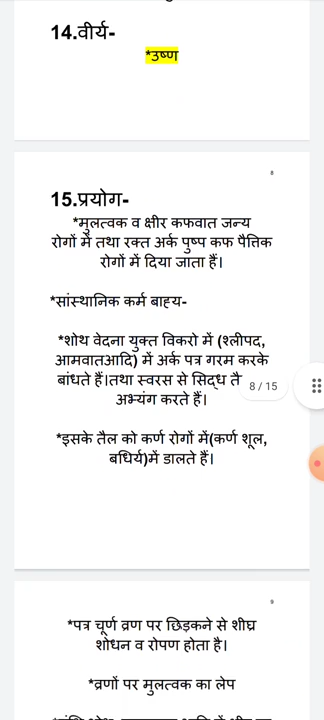 14.वीर्य-
*उष्ण
8
15.प्रयोग-
*मुलत्वक व क्षीर कफवात जन्य
रोगों में तथा रक्त अर्क पुष्प कफ पैत्तिक
रोगों में दिया जाता हैं।
*सांस्थानिक कर्म बाह्य-
*शोथ वेदना युक्त विकरो में (श्लीपद,
आमवातआदि) में अर्क पत्र गरम करके
बांधते हैं।तथा स्वरस से सिद्ध तै
8 / 15
अभ्यंग करते हैं।
*इसके तैल को कर्ण रोगों में(कर्ण शूल,
बधिर्य)में डालते हैं।
9
*पत्र चूर्ण व्रण पर छिड़कने से शीघ्र
शोधन व रोपण होता है।
*व्रणों पर मुलत्वक का लेप